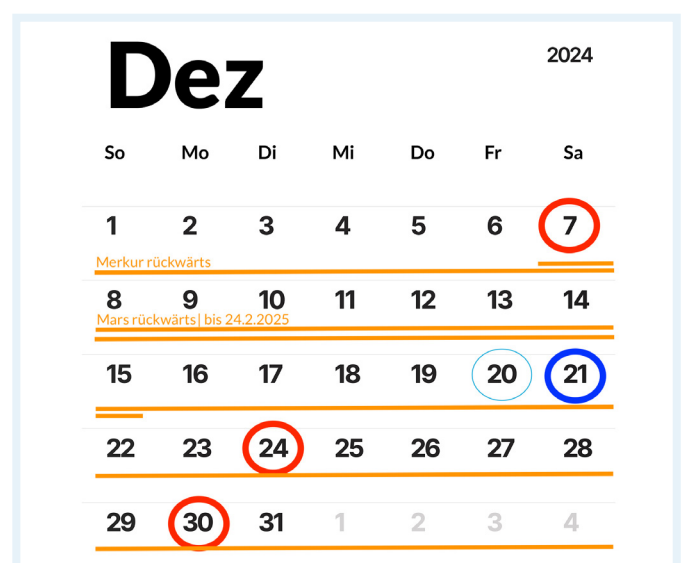 Dez
2024
So Mo Di Mi Do Fr Sa
1 2 3 4 5 6 7
Merkur rückwärts
8 9 10 11 12 13 14
Mars rückwärts| bis 24.2.2025
15 16 17 18 19 20 21
22 23 24 25 26 27 28
29 30 31 1 2 3 4